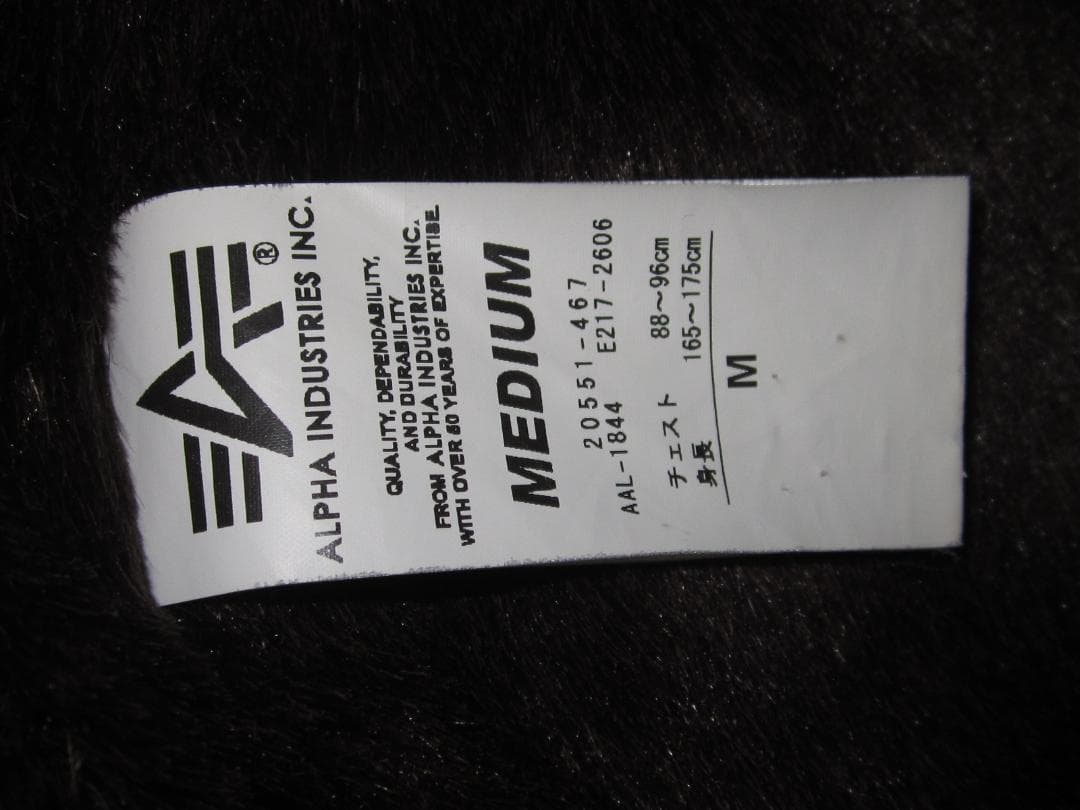 ®
ALPHA INDUSTRIES INC.
QUALITY, DEPENDABILITY,
AND DURABILITY
FROM ALPHA INDUSTRIES INC.
WITH OVER 60 YEARS OF EXPERTISE.
MEDIUM
20551-467
AAL-1844 E217-2606
チェスト 88〜96cm
身長 165〜175cm
M